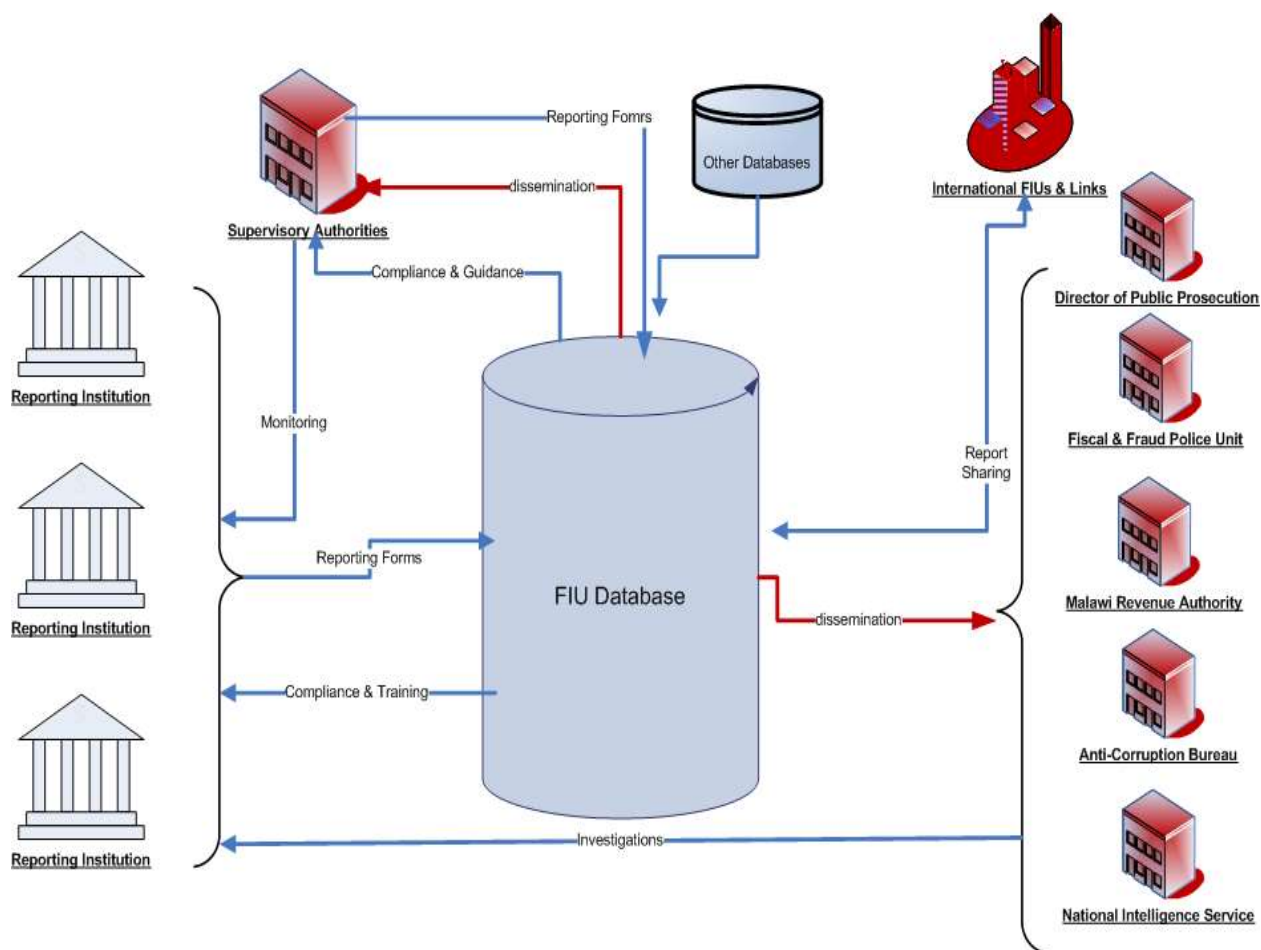 Reporting Fomrs
Other Databases
dissemination
International FIUs & Links
Supervisory Authorities
Compliance & Guidance
Director of Public Prosecution
Reporting Institution
Monitoring
Fiscal & Fraud Police Unit
Report
Sharing
Reporting Forms
FIU Database
Malawi Revenue Authority
dissemination
Reporting Institution
Compliance & Training
Anti-Corruption Bureau
Investigations
Reporting Institution
National Intelligence Service